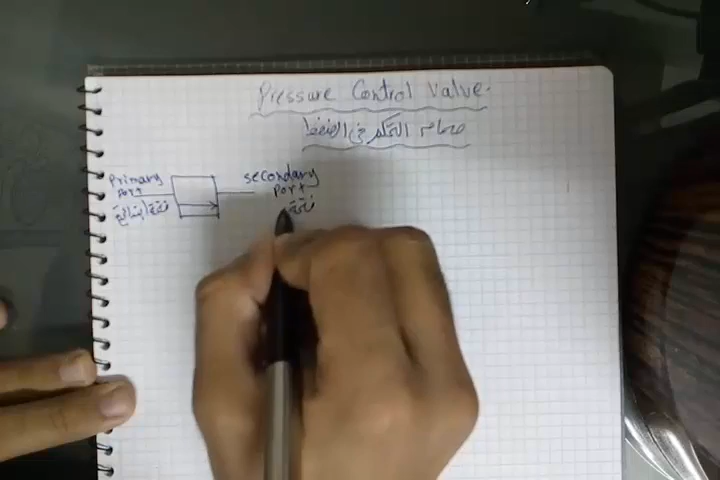 Pressure Control Valve.
صمام التحكم في الضغط
Primary
Port
فتحة ابتدائية
secondary
Port
فتحة